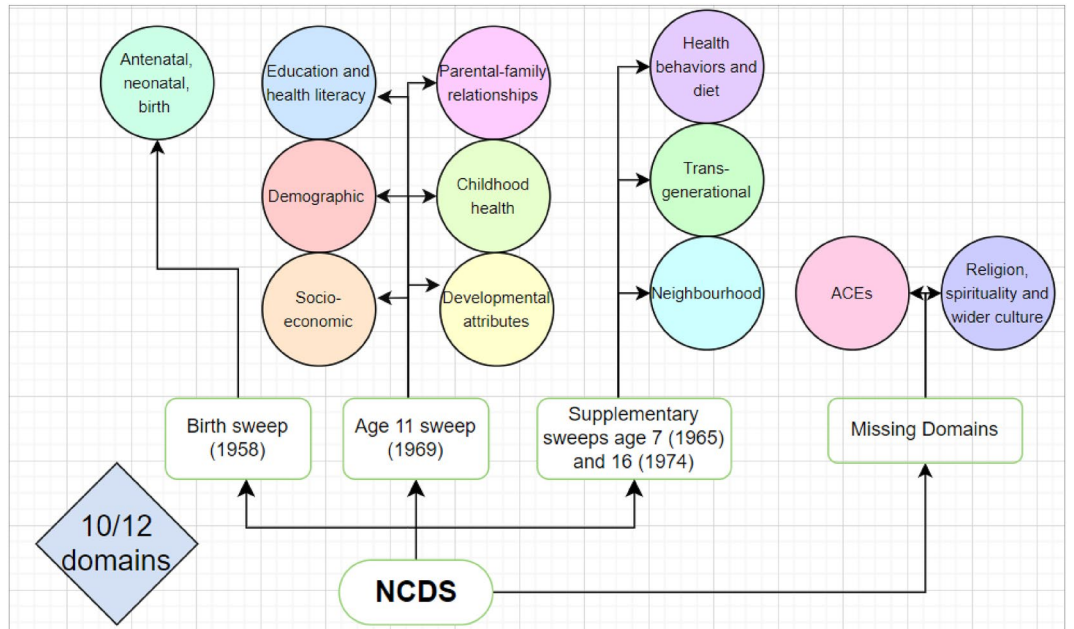 Antenatal,
neonatal,
birth
Education and
health literacy
Parental-family
relationships
Health
behaviors and
diet
Demographic
Childhood
health
Trans-
generational
Socio-
economic
Developmental
attributes
Neighbourhood
ACEs
Religion,
spirituality and
wider culture
Birth sweep
(1958)
Age 11 sweep
(1969)
Supplementary
sweeps age 7 (1965)
and 16 (1974)
Missing Domains
10/12
domains
NCDS